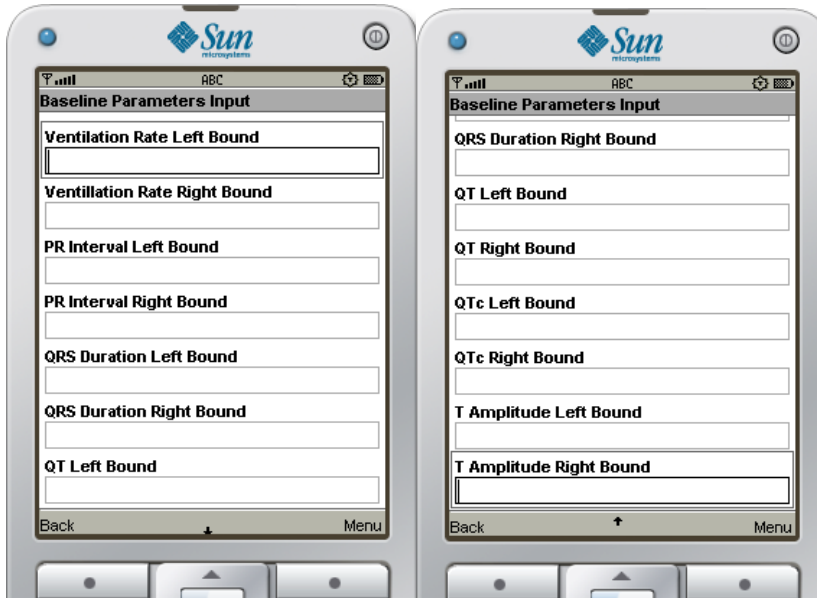 Sun
microsystems
ABC
Baseline Parameters Input
Ventilation Rate Left Bound
Ventillation Rate Right Bound
PR Interval Left Bound
PR Interval Right Bound
QRS Duration Left Bound
QRS Duration Right Bound
QT Left Bound
Back Menu
Sun
microsystems
ABC
Baseline Parameters Input
QRS Duration Right Bound
QT Left Bound
QT Right Bound
QTc Left Bound
QTc Right Bound
T Amplitude Left Bound
T Amplitude Right Bound
Back Menu